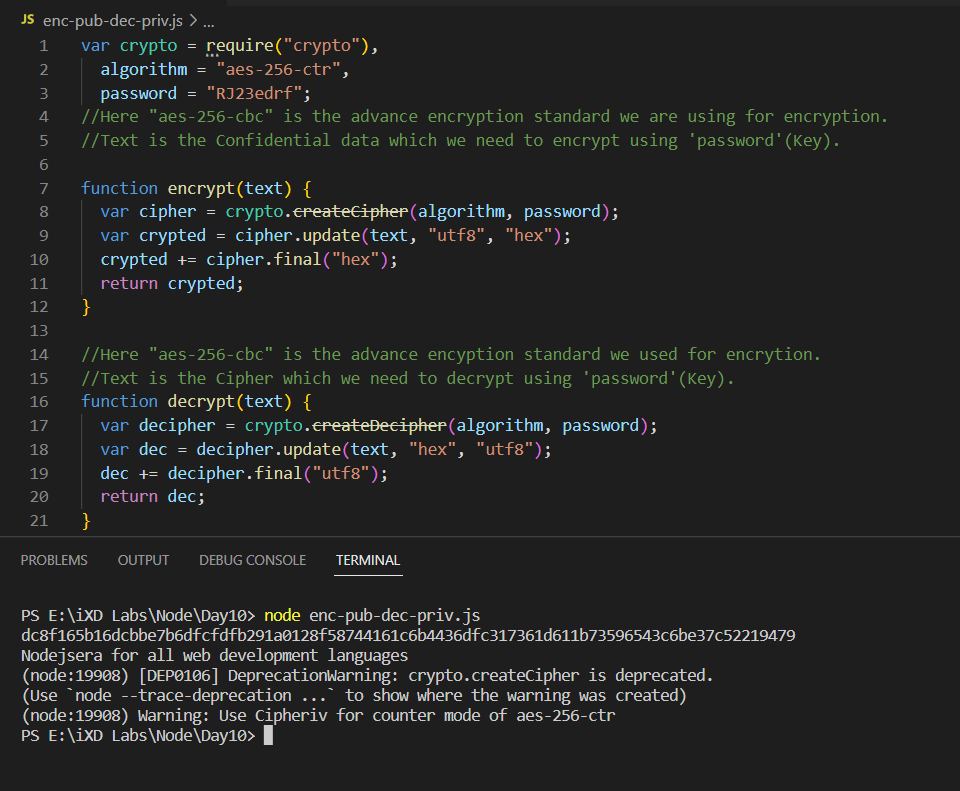 JS enc-pub-dec-priv.js > ...
1 var crypto = require("crypto"),
2 algorithm = "aes-256-ctr",
3 password = "RJ23edrf";
4 //Here "aes-256-cbc" is the advance encryption standard we are using for encryption.
5 //Text is the Confidential data which we need to encrypt using 'password'(Key).
6
7 function encrypt(text) {
8 var cipher = crypto.createCipher(algorithm, password);
9 var crypted = cipher.update(text, "utf8", "hex");
10 crypted += cipher.final("hex");
11 return crypted;
12 }
13
14 //Here "aes-256-cbc" is the advance encyption standard we used for encrytion.
15 //Text is the Cipher which we need to decrypt using 'password'(Key).
16 function decrypt(text) {
17 var decipher = crypto.createDecipher(algorithm, password);
18 var dec = decipher.update(text, "hex", "utf8");
19 dec += decipher.final("utf8");
20 return dec;
21 }
PROBLEMS OUTPUT DEBUG CONSOLE TERMINAL
PS E:\iXD Labs\Node\Day10> node enc-pub-dec-priv.js
dc8f165b16dcbbe7b6dfcfdfb291a0128f58744161c6b4436dfc317361d611b73596543c6be37c52219479
Nodejsera for all web development languages
(node:19908) [DEP0106] DeprecationWarning: crypto.createCipher is deprecated.
(Use `node --trace-deprecation ...` to show where the warning was created)
(node:19908) Warning: Use Cipheriv for counter mode of aes-256-ctr
PS E:\iXD Labs\Node\Day10>